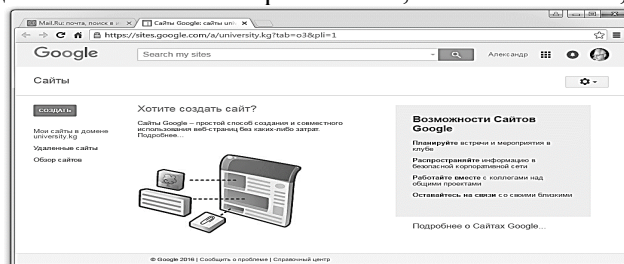 Mail.Ru: почта, поиск в и
Сайты Google: сайты uni
https://sites.google.com/a/university.kg?tab=o3&pli=1
Google
Search my sites
Александр
Сайты
СОЗДАТЬ
Мои сайты в домене
university.kg
Удаленные сайты
Обзор сайтов
Хотите создать сайт?
Сайты Google – простой способ создания и совместного
использования веб-страниц без каких-либо затрат.
Подробнее...
Возможности Сайтов
Google
Планируйте встречи и мероприятия в
клубе
Распространяйте информацию в
безопасной корпоративной сети
Работайте вместе с коллегами над
общими проектами
Оставайтесь на связи со своими близкими
Подробнее о Сайтах Google...
© Google 2016 | Сообщить о проблеме | Справочный центр